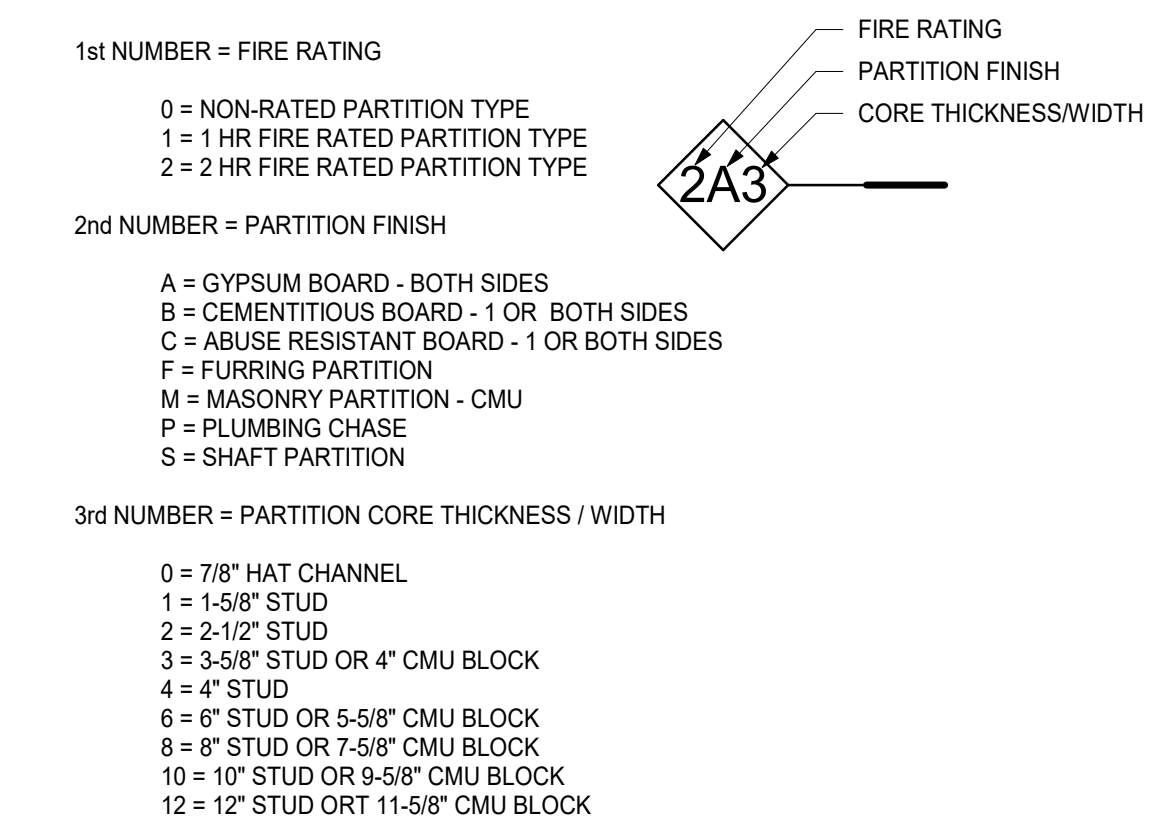 1st NUMBER = FIRE RATING
0 = NON-RATED PARTITION TYPE
1 = 1 HR FIRE RATED PARTITION TYPE
2 = 2 HR FIRE RATED PARTITION TYPE
2nd NUMBER = PARTITION FINISH
A = GYPSUM BOARD - BOTH SIDES
B = CEMENTITIOUS BOARD - 1 OR  BOTH SIDES
C = ABUSE RESISTANT BOARD - 1 OR BOTH SIDES
F = FURRING PARTITION
M = MASONRY PARTITION - CMU
P = PLUMBING CHASE
S = SHAFT PARTITION
3rd NUMBER = PARTITION CORE THICKNESS / WIDTH
0 = 7/8" HAT CHANNEL
1 = 1-5/8" STUD
2 = 2-1/2" STUD
3 = 3-5/8" STUD OR 4" CMU BLOCK
4 = 4" STUD
6 = 6" STUD OR 5-5/8" CMU BLOCK
8 = 8" STUD OR 7-5/8" CMU BLOCK
10 = 10" STUD OR 9-5/8" CMU BLOCK
12 = 12" STUD ORT 11-5/8" CMU BLOCK
FIRE RATING
PARTITION FINISH
CORE THICKNESS/WIDTH
2A3